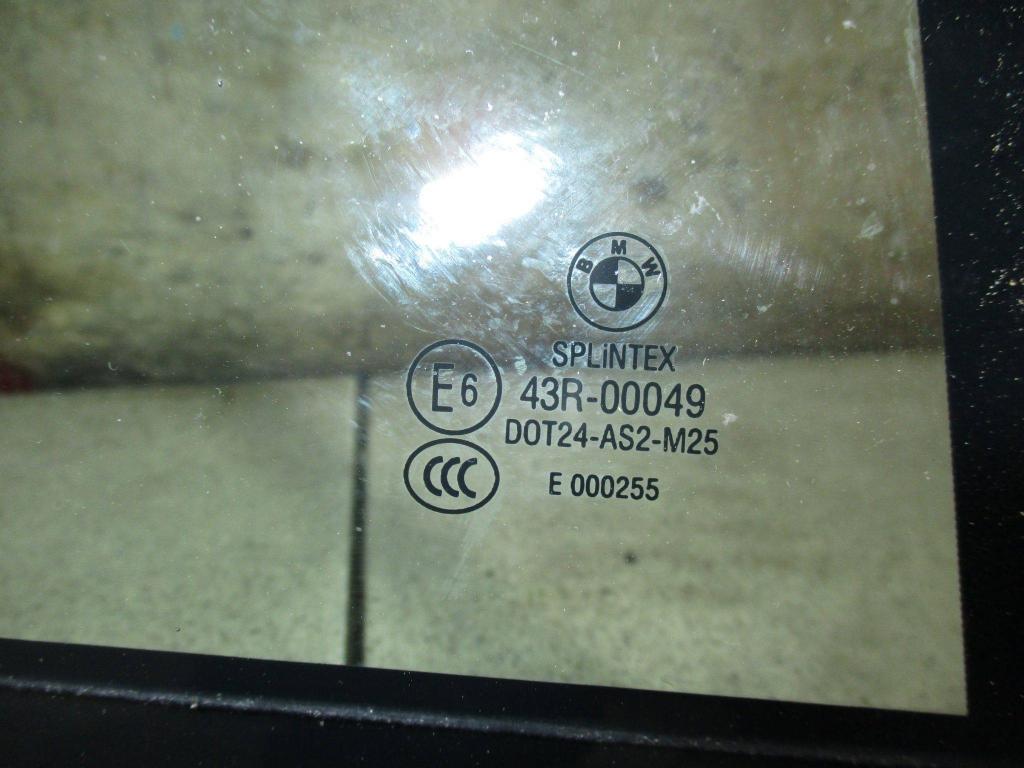 BMW
SPLiNTEX
E6
43R-00049
DOT24-AS2-M25
CCC
E 000255